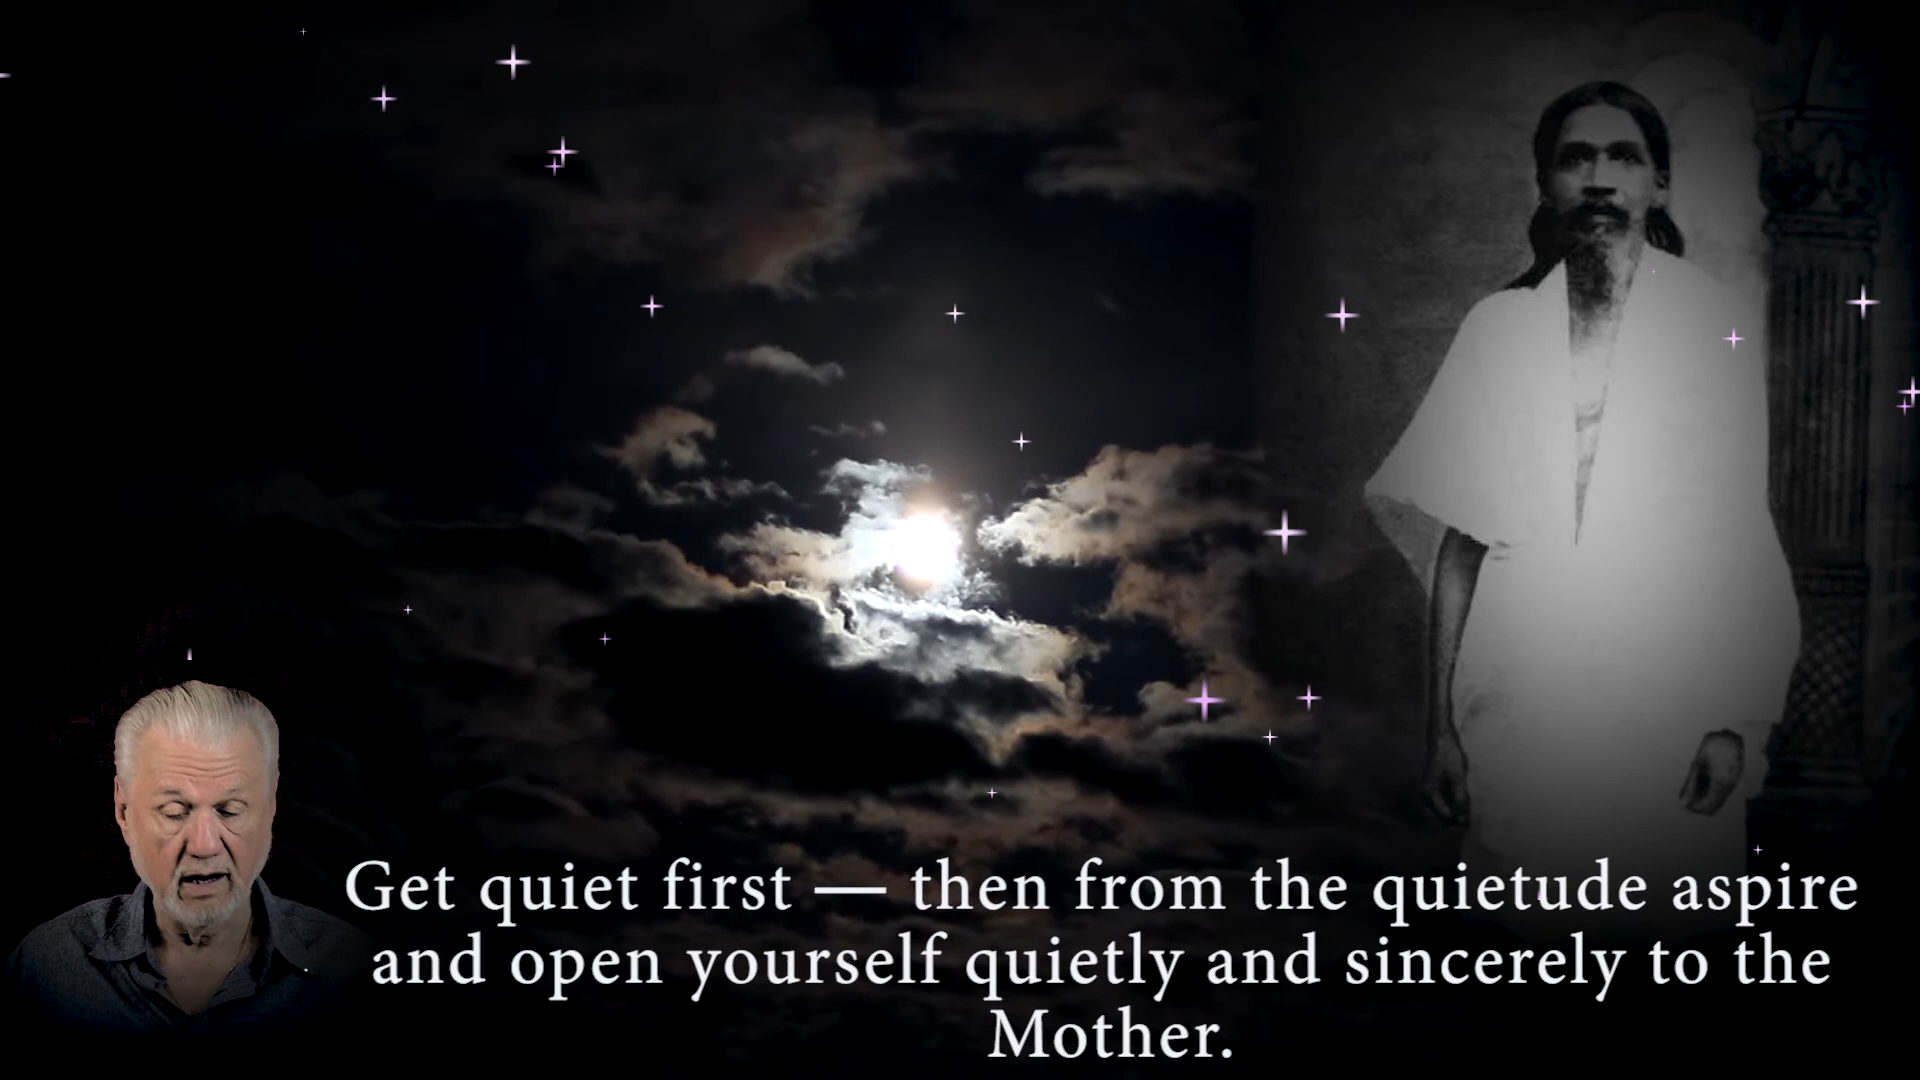 Get quiet first — then from the quietude aspire
and open yourself quietly and sincerely to the
Mother.